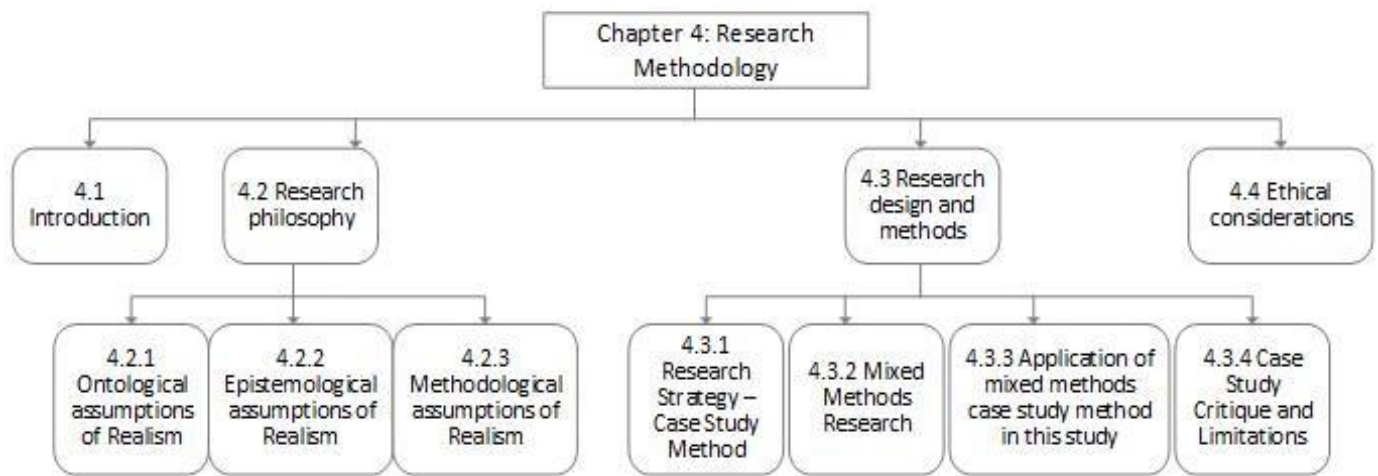 Chapter 4: Research
Methodology
4.1
Introduction
4.2 Research
philosophy
4.3 Research
design and
methods
4.4 Ethical
considerations
4.2.1
Ontological
assumptions
of Realism
4.2.2
Epistemological
assumptions of
Realism
4.2.3
Methodological
assumptions of
Realism
4.3.1
Research
Strategy –
Case Study
Method
4.3.2 Mixed
Methods
Research
4.3.3 Application of
mixed methods
case study method
in this study
4.3.4 Case
Study
Critique and
Limitations